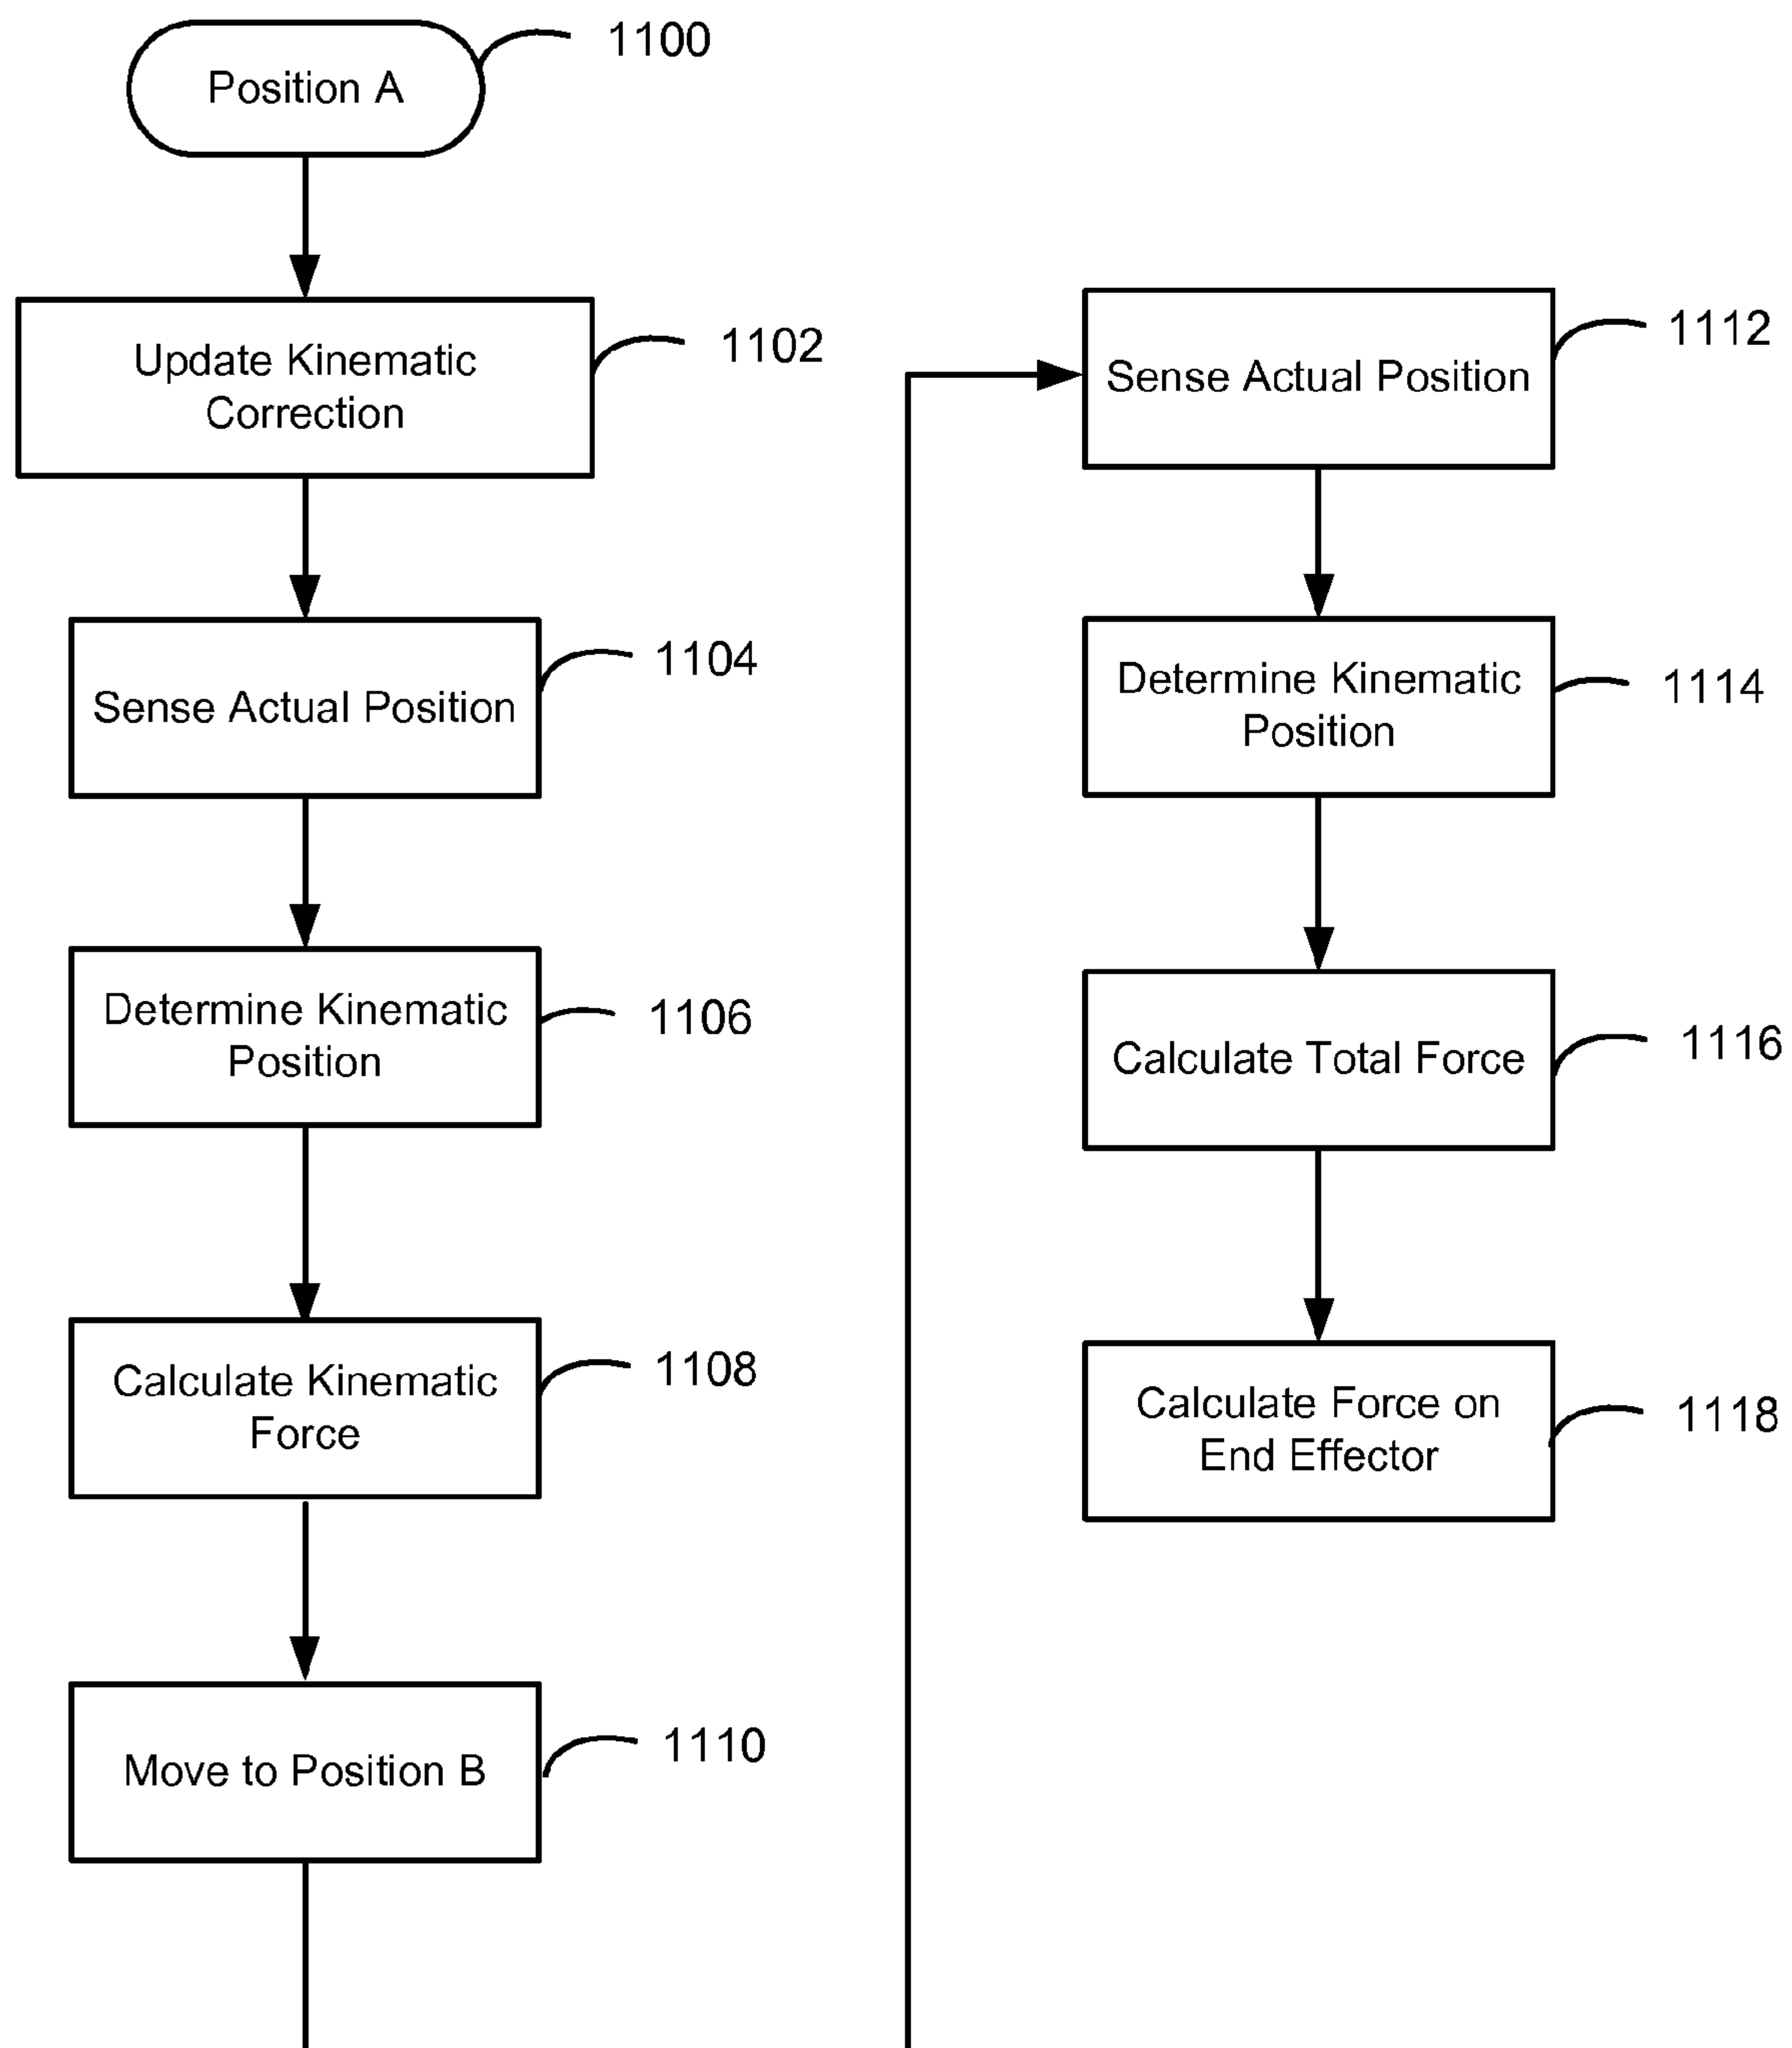 Position A
1100
Update Kinematic
Correction
1102
Sense Actual Position
1104
Determine Kinematic
Position
1106
Calculate Kinematic
Force
1108
Move to Position B
1110
Sense Actual Position
1112
Determine Kinematic
Position
1114
Calculate Total Force
1116
Calculate Force on
End Effector
1118